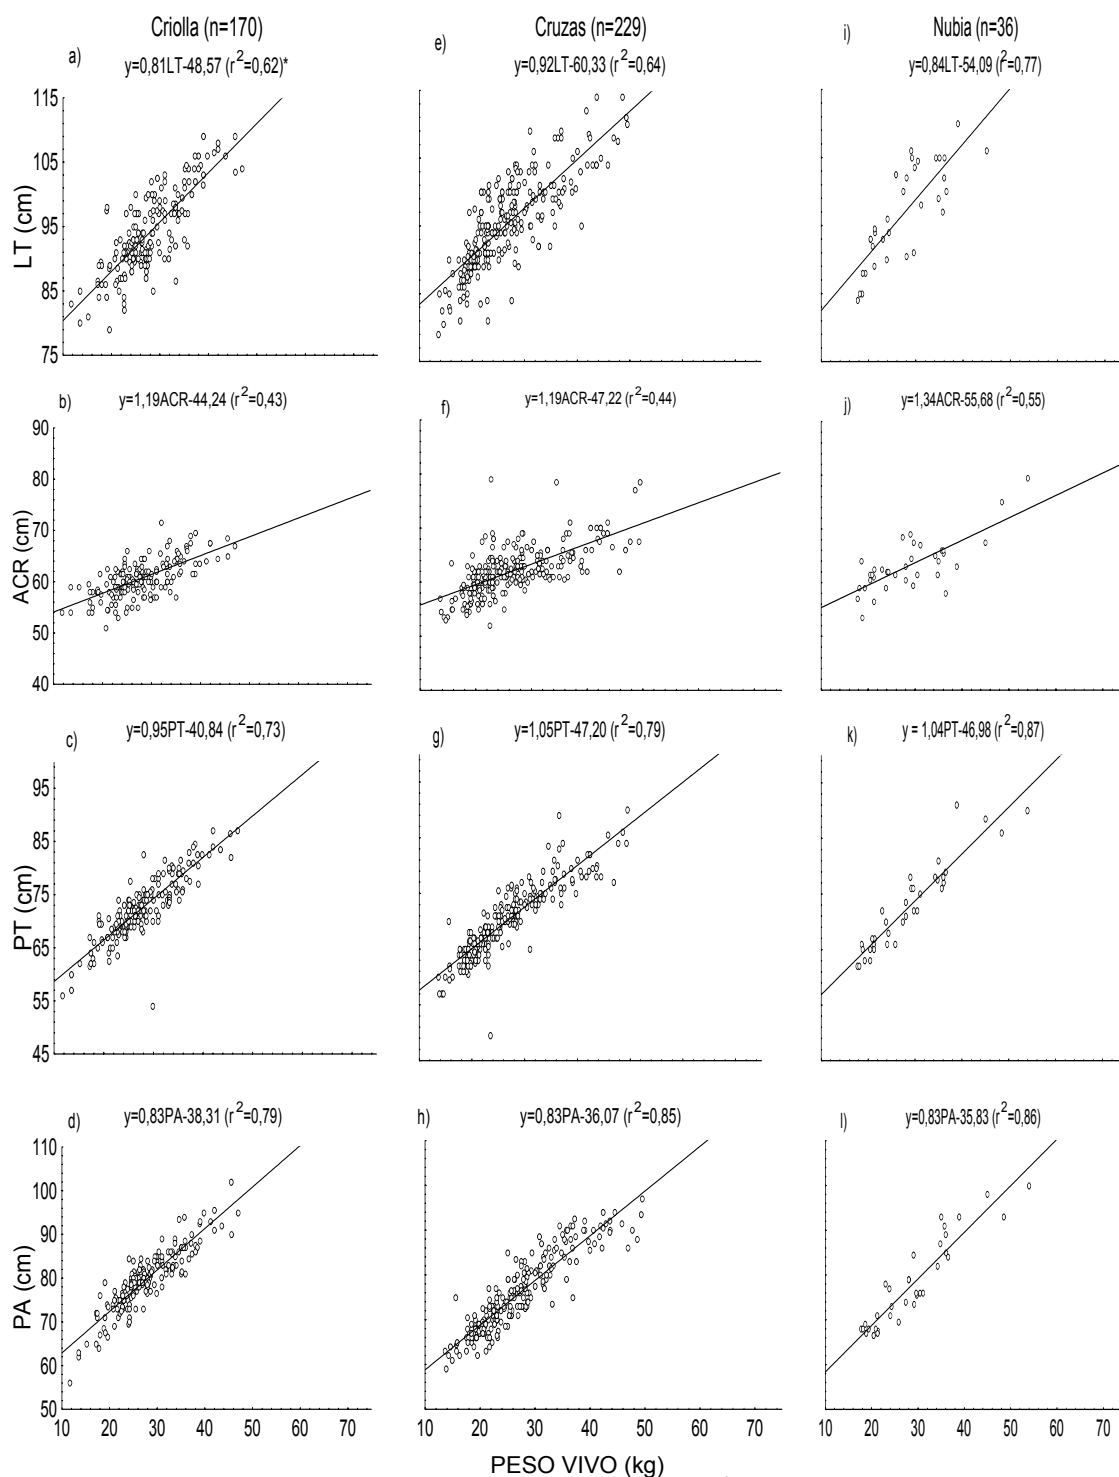 Criolla (n=170) Cruzas (n=229) Nubia (n=36)
a) e) i)
y=0,81LT-48,57 (r²=0,62)* y=0,92LT-60,33 (r²=0,64) y=0,84LT-54,09 (r²=0,77)
115
105
95
85
75
LT (cm)
b) f) j)
y=1,19ACR-44,24 (r²=0,43) y=1,19ACR-47,22 (r²=0,44) y=1,34ACR-55,68 (r²=0,55)
90
80
70
60
50
40
ACR (cm)
c) g) k)
y=0,95PT-40,84 (r²=0,73) y=1,05PT-47,20 (r²=0,79) y = 1,04PT-46,98 (r²=0,87)
95
85
75
65
55
45
PT (cm)
d) h) l)
y=0,83PA-38,31 (r²=0,79) y=0,83PA-36,07 (r²=0,85) y=0,83PA-35,83 (r²=0,86)
110
100
90
80
70
60
50
PA (cm)
10 20 30 40 50 60 70 10 20 30 40 50 60 70 10 20 30 40 50 60 70
PESO VIVO (kg)